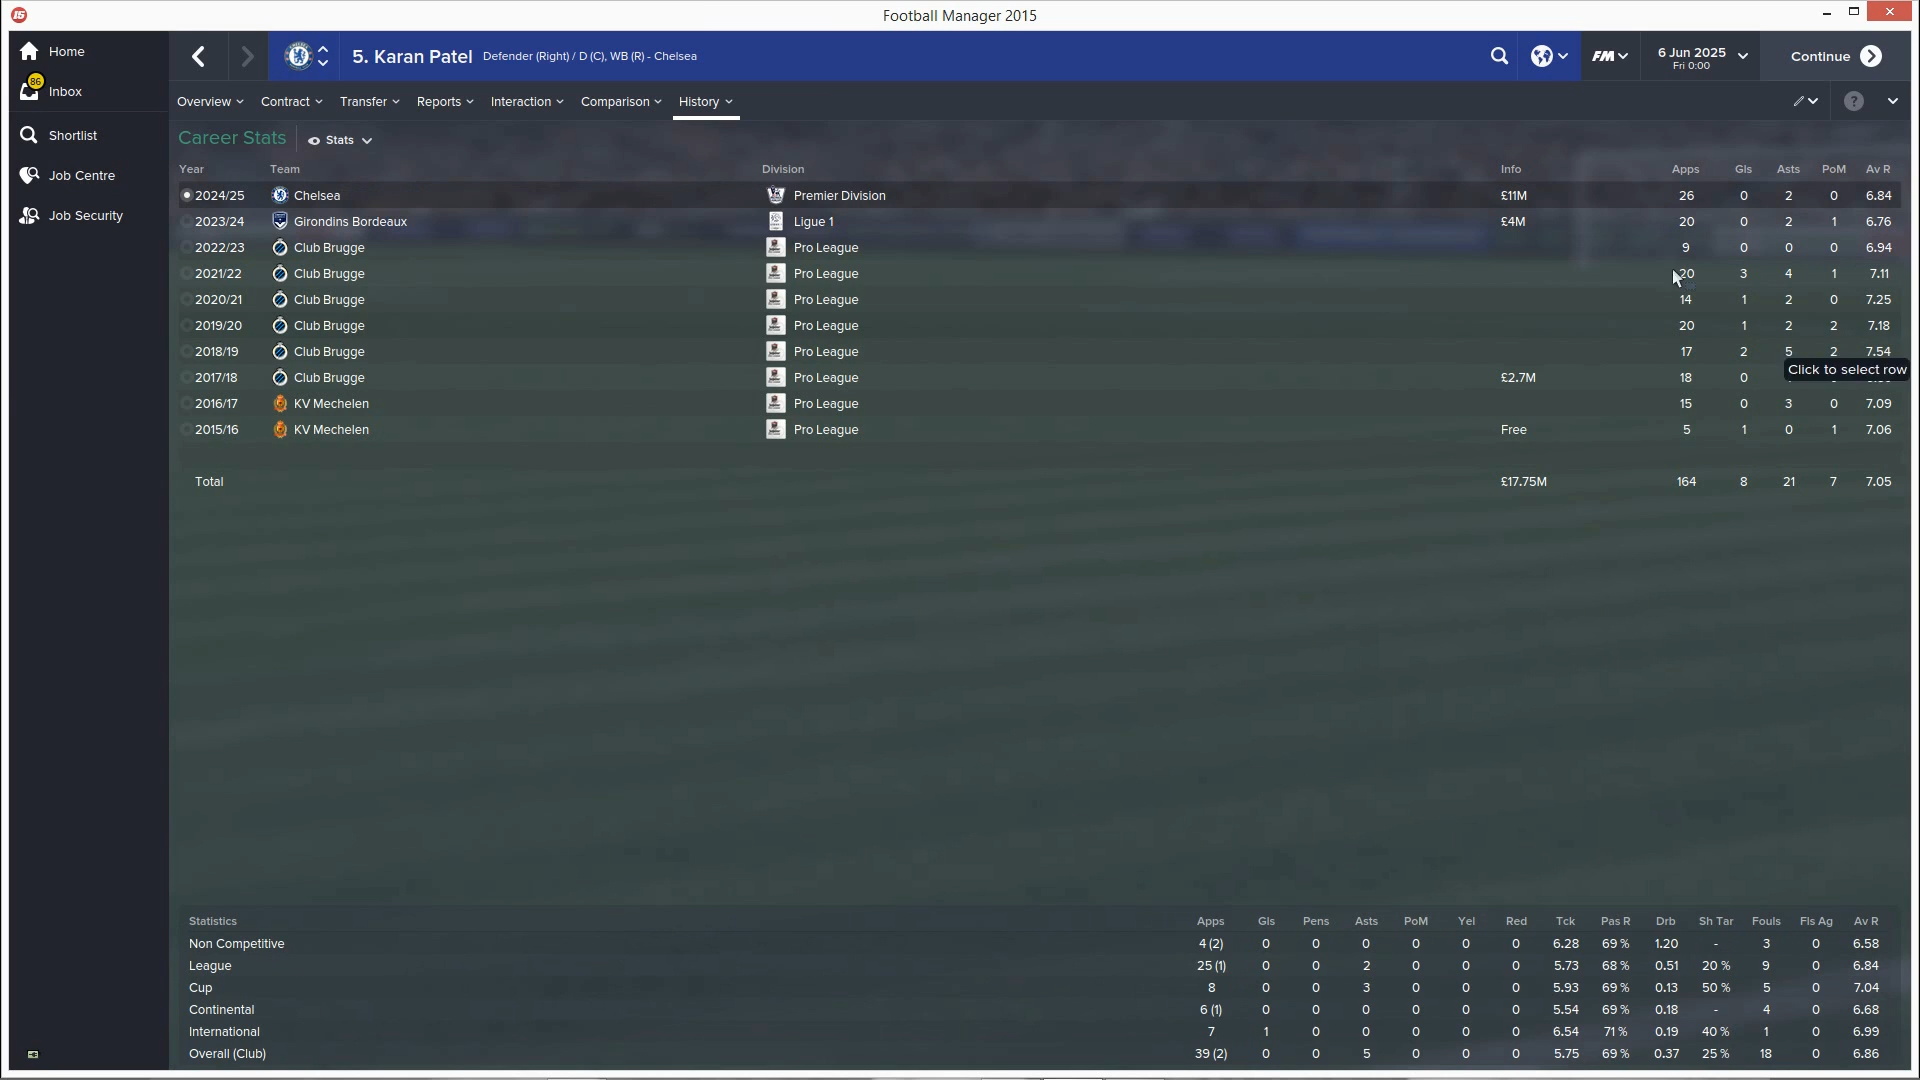 Football Manager 2015
Home
86
Inbox
Shortlist
Job Centre
Job Security
5. Karan Patel Defender (Right) / D (C), WB (R) - Chelsea
FM
6 Jun 2025
Fri 0:00
Continue
Overview Contract Transfer Reports Interaction Comparison History
Career Stats Stats
Year Team Division Info Apps Gls Asts PoM Av R
2024/25 Chelsea Premier Division £11M 26 0 2 0 6.84
2023/24 Girondins Bordeaux Ligue 1 £4M 20 0 2 1 6.76
2022/23 Club Brugge Pro League 9 0 0 0 6.94
2021/22 Club Brugge Pro League 20 3 4 1 7.11
2020/21 Club Brugge Pro League 14 1 2 0 7.25
2019/20 Club Brugge Pro League 20 1 2 2 7.18
2018/19 Club Brugge Pro League 17 2 5 2 7.54
Click to select row
2017/18 Club Brugge Pro League £2.7M 18 0
2016/17 KV Mechelen Pro League 15 0 3 0 7.09
2015/16 KV Mechelen Pro League Free 5 1 0 1 7.06
Total £17.75M 164 8 21 7 7.05
Statistics Apps Gls Pens Asts PoM Yel Red Tck Pas R Drb Sh Tar Fouls Fls Ag Av R
Non Competitive 4 (2) 0 0 0 0 0 0 6.28 69 % 1.20 - 3 0 6.58
League 25 (1) 0 0 2 0 0 0 5.73 68 % 0.51 20 % 9 0 6.84
Cup 8 0 0 3 0 0 0 5.93 69 % 0.13 50 % 5 0 7.04
Continental 6 (1) 0 0 0 0 0 0 5.54 69 % 0.18 - 4 0 6.68
International 7 1 0 0 0 0 0 6.54 71 % 0.19 40 % 1 0 6.99
Overall (Club) 39 (2) 0 0 5 0 0 0 5.75 69 % 0.37 25 % 18 0 6.86